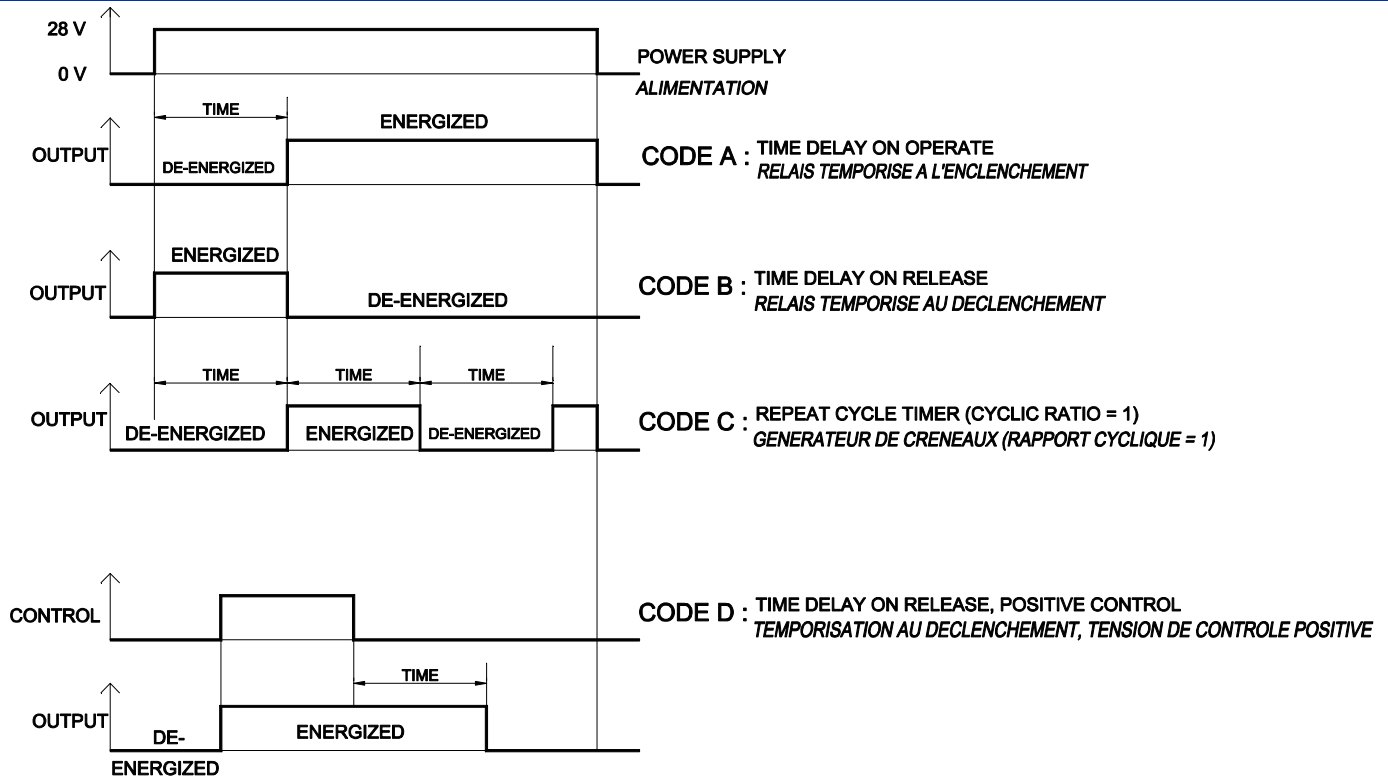 28 V
0 V
POWER SUPPLY
ALIMENTATION
TIME
ENERGIZED
OUTPUT
DE-ENERGIZED
CODE A : TIME DELAY ON OPERATE
RELAIS TEMPORISE A L'ENCLENCHEMENT
ENERGIZED
OUTPUT
DE-ENERGIZED
CODE B : TIME DELAY ON RELEASE
RELAIS TEMPORISE AU DECLENCHEMENT
TIME TIME TIME
OUTPUT
DE-ENERGIZED ENERGIZED DE-ENERGIZED
CODE C : REPEAT CYCLE TIMER (CYCLIC RATIO = 1)
GENERATEUR DE CRENEAUX (RAPPORT CYCLIQUE = 1)
CONTROL
CODE D : TIME DELAY ON RELEASE, POSITIVE CONTROL
TEMPORISATION AU DECLENCHEMENT, TENSION DE CONTROLE POSITIVE
TIME
OUTPUT
DE-
ENERGIZED
ENERGIZED